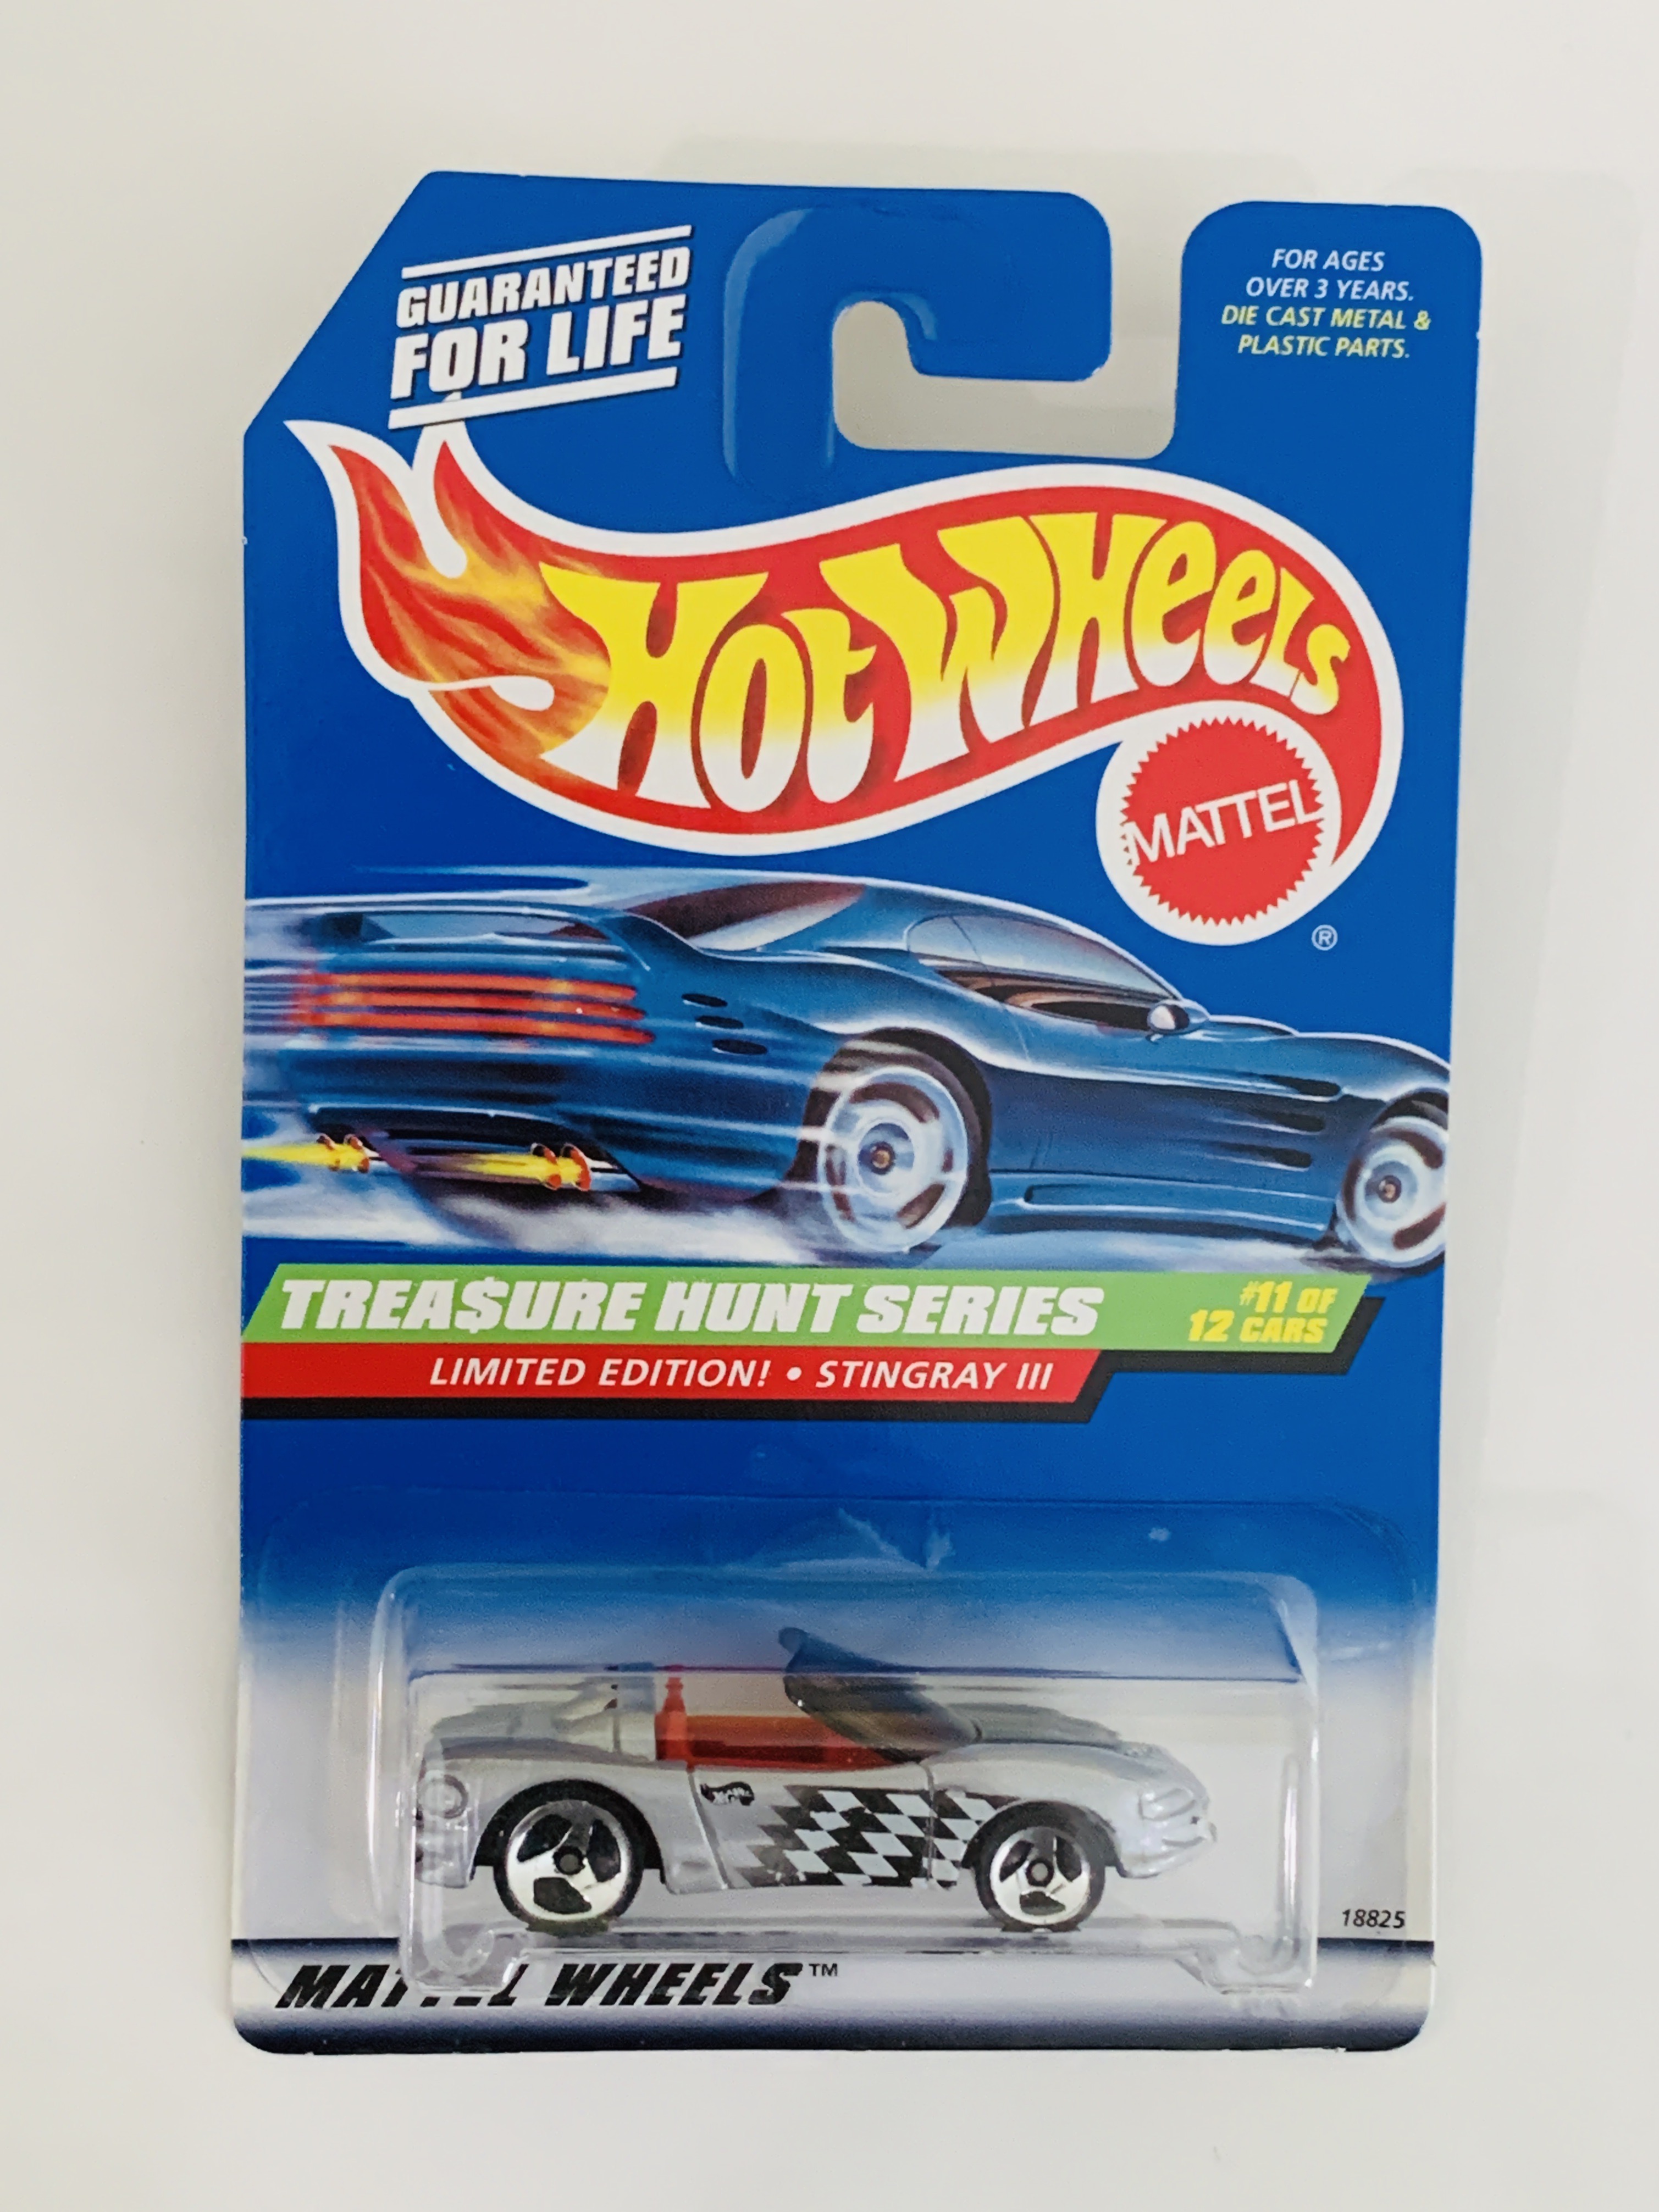 GUARANTEED
FOR LIFE
FOR AGES
OVER 3 YEARS.
DIE CAST METAL &
PLASTIC PARTS.
HOT WHEELS
MATTEL
®
TREA$URE HUNT SERIES
#11 OF
12 CARS
LIMITED EDITION! • STINGRAY III
18825
MATTEL WHEELS™